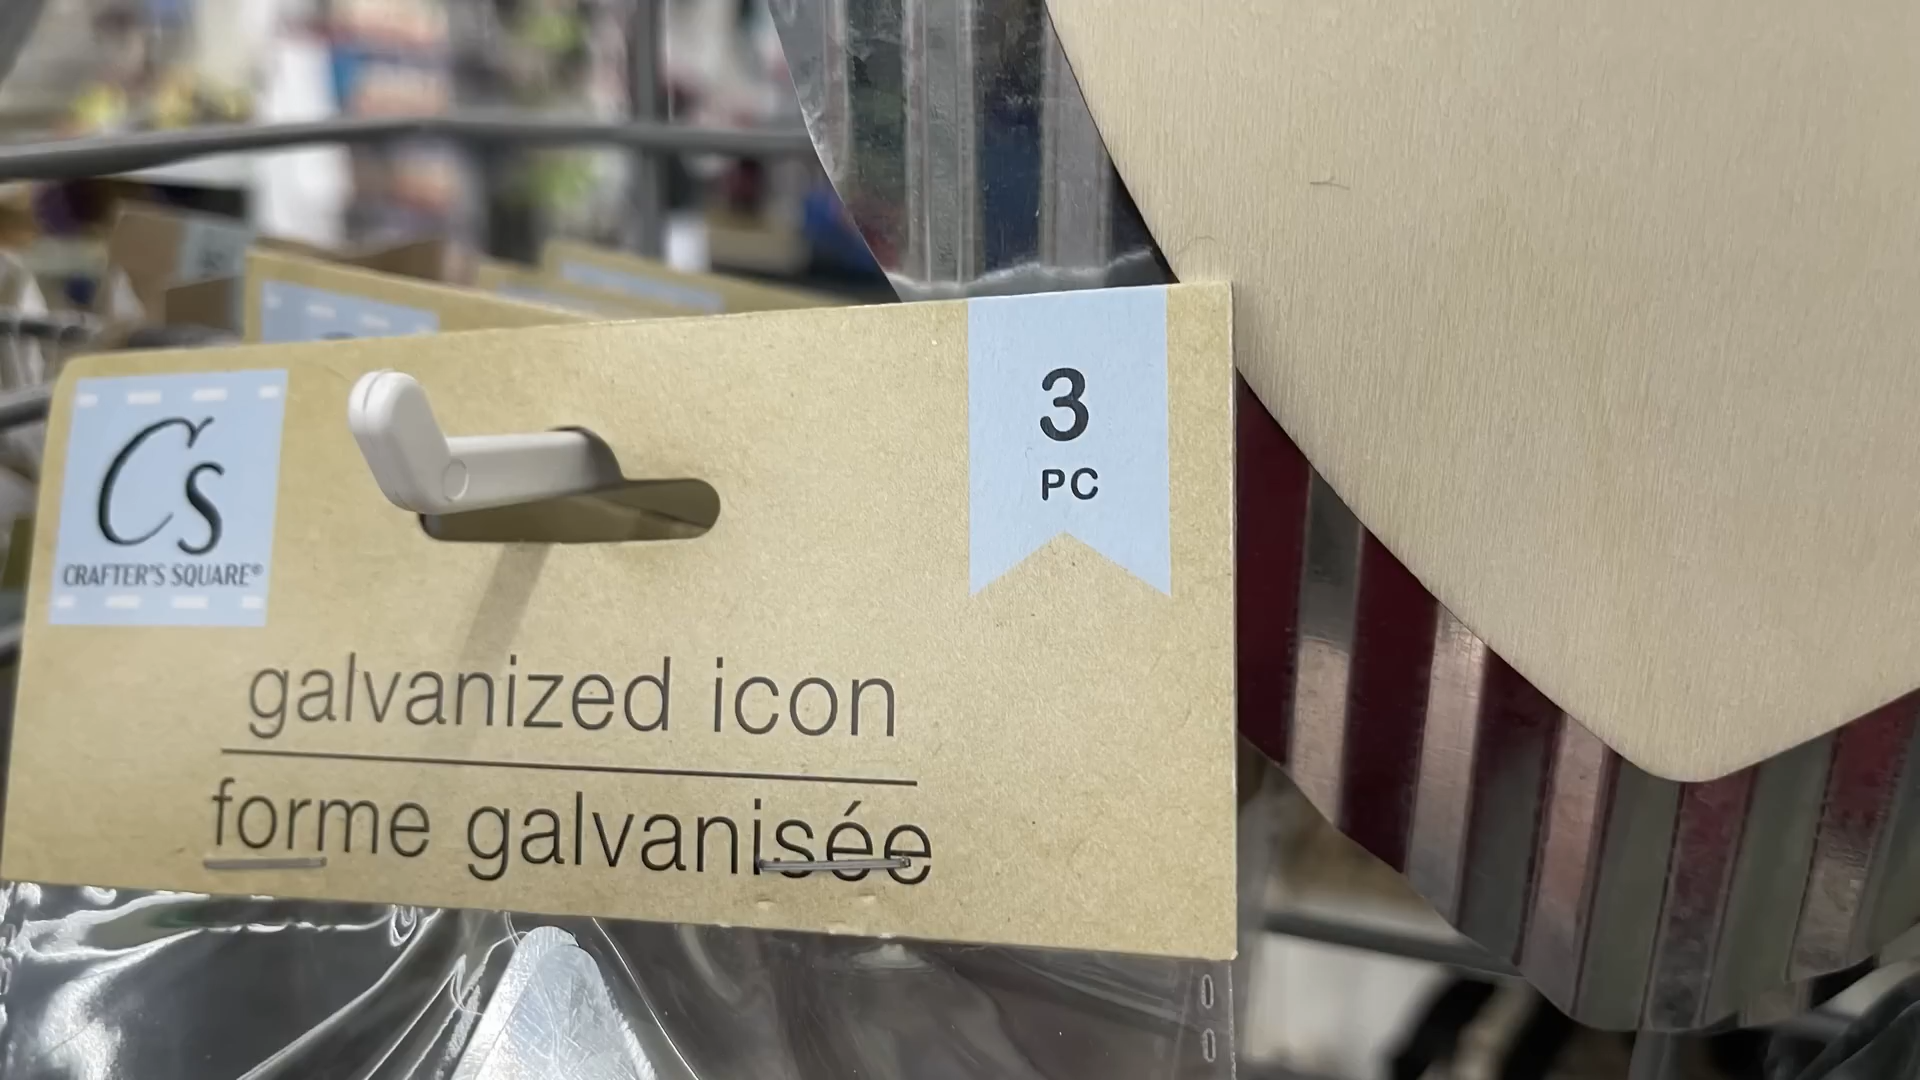 Cs
CRAFTER'S SQUARE®
3
PC
galvanized icon
forme galvanisée